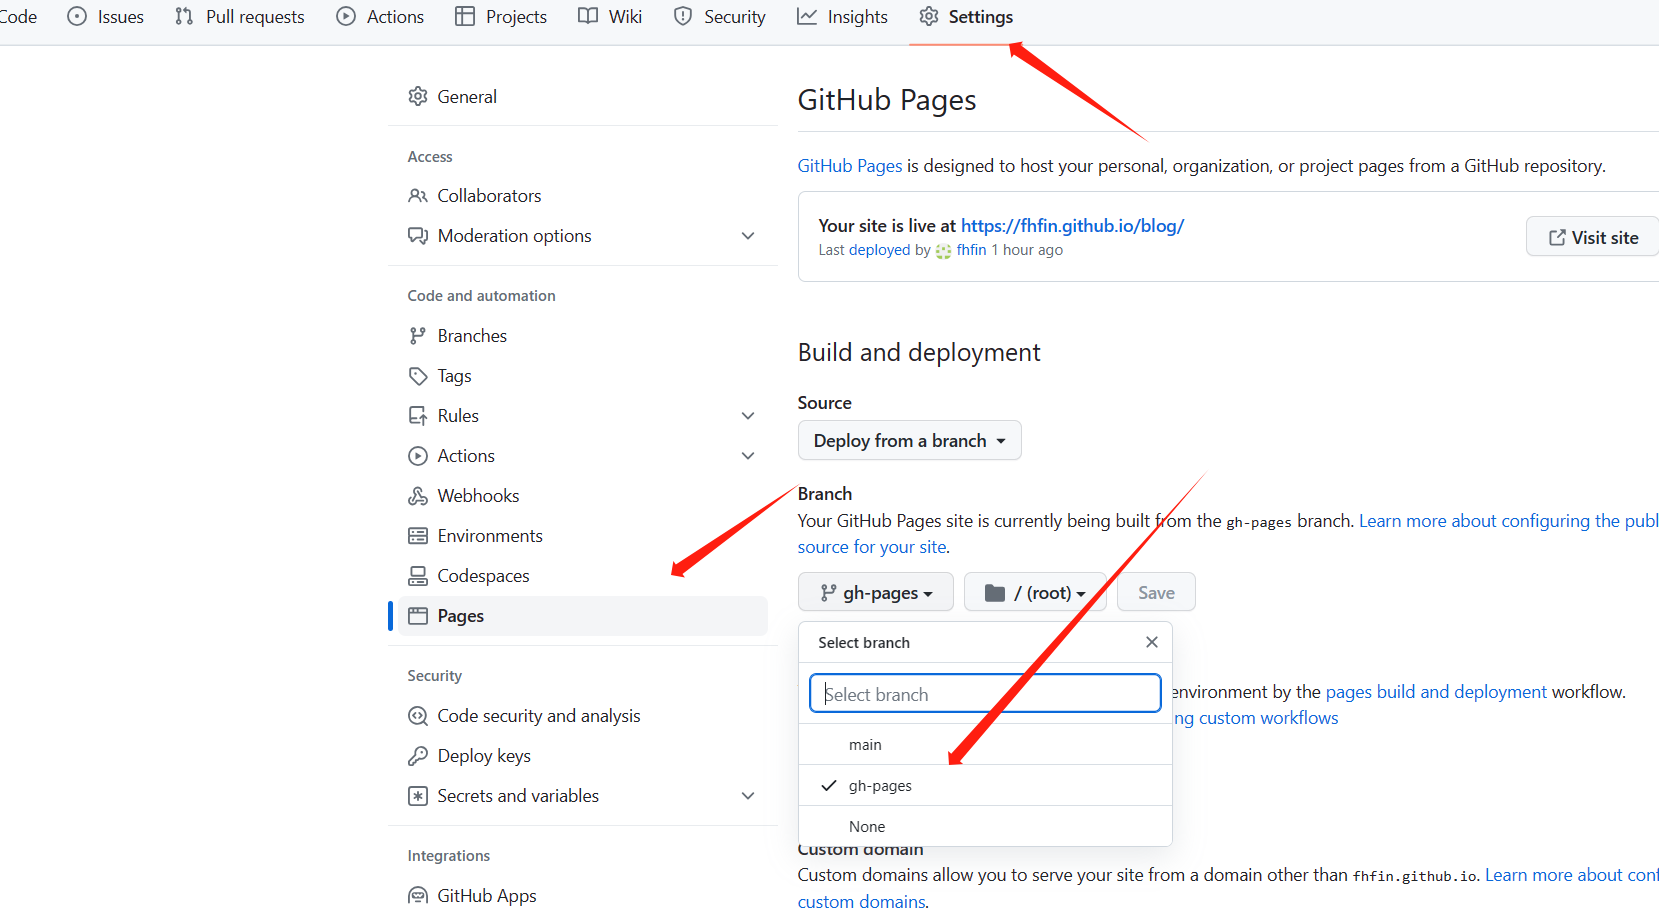 Code Issues Pull requests Actions Projects Wiki Security Insights Settings
General
Access
Collaborators
Moderation options
Code and automation
Branches
Tags
Rules
Actions
Webhooks
Environments
Codespaces
Pages
Security
Code security and analysis
Deploy keys
Secrets and variables
Integrations
GitHub Apps
GitHub Pages
GitHub Pages is designed to host your personal, organization, or project pages from a GitHub repository.
Your site is live at https://fhfin.github.io/blog/
Last deployed by fhfin 1 hour ago
Visit site
Build and deployment
Source
Deploy from a branch
Branch
Your GitHub Pages site is currently being built from the gh-pages branch. Learn more about configuring the publ
source for your site.
gh-pages / (root) Save
Select branch
Select branch
main
gh-pages
None
environment by the pages build and deployment workflow.
ng custom workflows
Custom domain
Custom domains allow you to serve your site from a domain other than fhfin.github.io. Learn more about conf
custom domains.